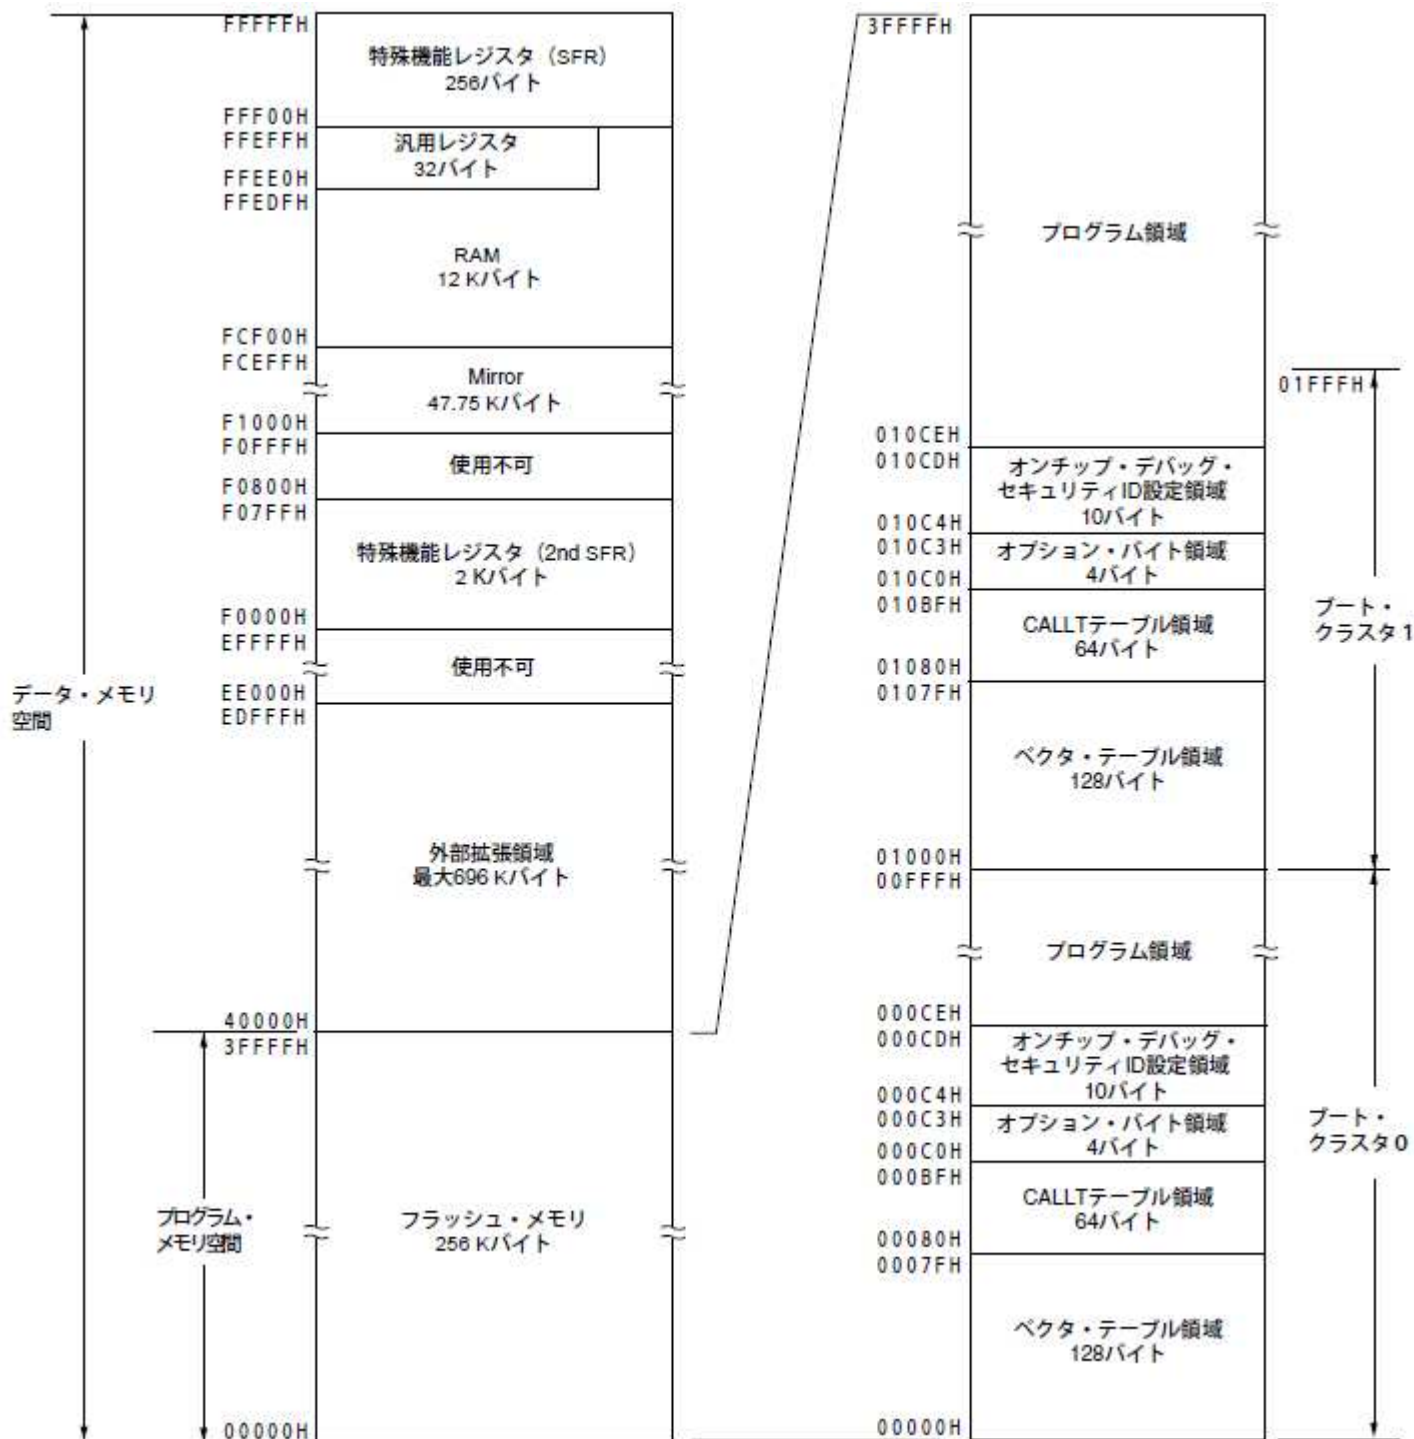 FFFFFH
特殊機能レジスタ（SFR）
256バイト
FFF00H
FFEFFH
汎用レジスタ
32バイト
FFEE0H
FFEDFH
RAM
12 Kバイト
FCF00H
FCEFFH
Mirror
47.75 Kバイト
F1000H
F0FFFH
使用不可
F0800H
F07FFH
特殊機能レジスタ（2nd SFR）
2 Kバイト
F0000H
EFFFFH
使用不可
EE000H
EDFFFH
データ・メモリ
空間
外部拡張領域
最大696 Kバイト
40000H
3FFFFH
プログラム・
メモリ空間
フラッシュ・メモリ
256 Kバイト
00000H
3FFFFH
プログラム領域
01FFFH
010CEH
010CDH
オンチップ・デバッグ・
セキュリティID設定領域
10バイト
010C4H
010C3H
オプション・バイト領域
4バイト
010C0H
010BFH
CALLTテーブル領域
64バイト
01080H
0107FH
ブート・
クラスタ1
ベクタ・テーブル領域
128バイト
01000H
00FFFH
プログラム領域
000CEH
000CDH
オンチップ・デバッグ・
セキュリティID設定領域
10バイト
000C4H
000C3H
オプション・バイト領域
4バイト
000C0H
000BFH
ブート・
クラスタ0
CALLTテーブル領域
64バイト
00080H
0007FH
ベクタ・テーブル領域
128バイト
00000H